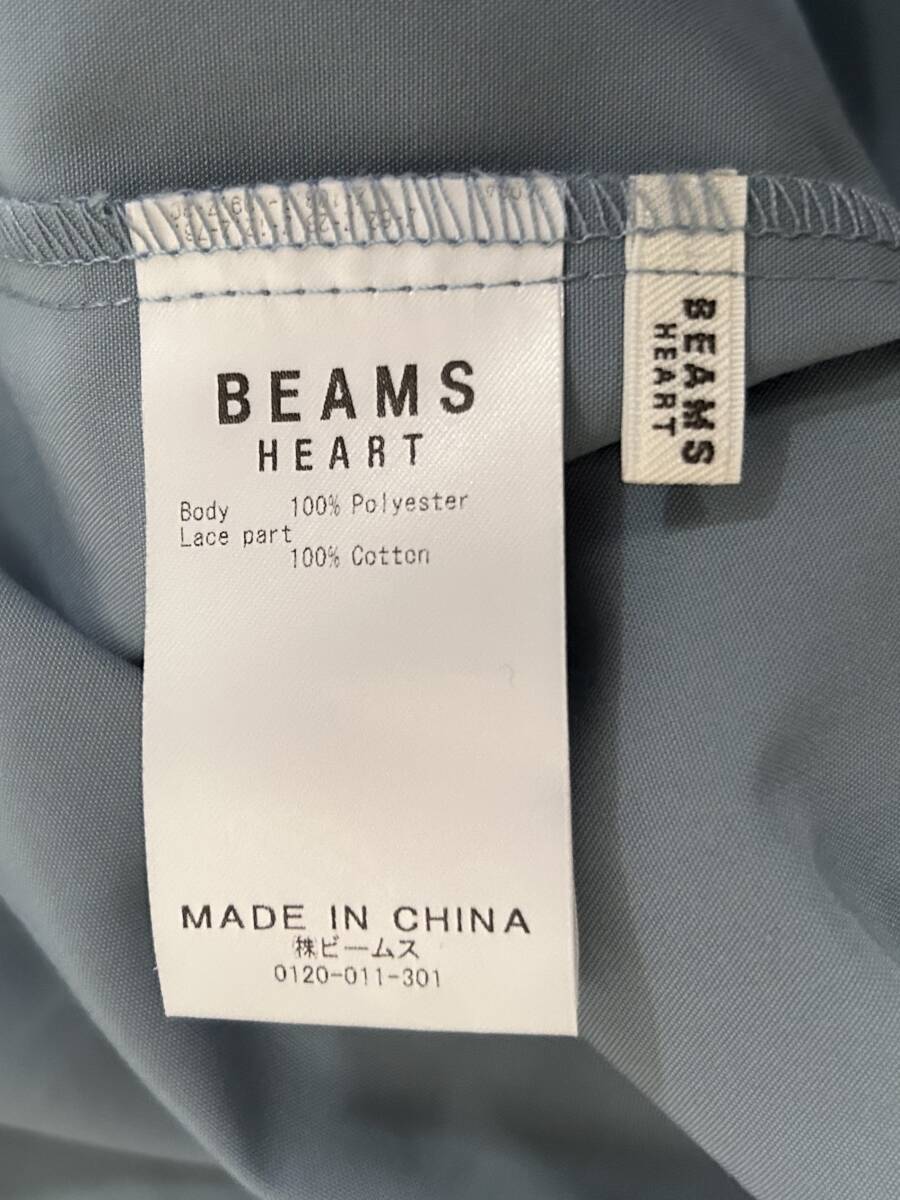 BEAMS
HEART
Body 100% Polyester
Lace part
100% Cotton
MADE IN CHINA
㈱ビームス
0120-011-301
BEAMS
HEART